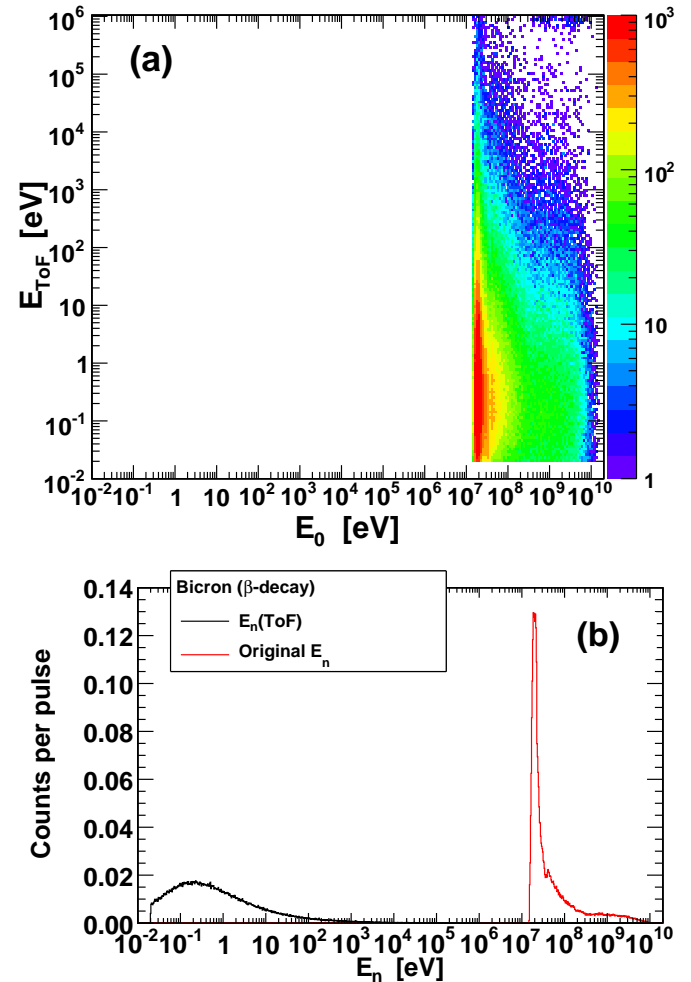 (a)
E_ToF [eV]
10^6
10^5
10^4
10^3
10^2
10
1
10^-1
10^-2
10^-2 10^-1 1 10 10^2 10^3 10^4 10^5 10^6 10^7 10^8 10^9 10^10
E_0 [eV]
10^3
10^2
10
1
Bicron (β-decay)
E_n(ToF)
Original E_n
(b)
Counts per pulse
0.14
0.12
0.10
0.08
0.06
0.04
0.02
0.00
10^-2 10^-1 1 10 10^2 10^3 10^4 10^5 10^6 10^7 10^8 10^9 10^10
E_n [eV]